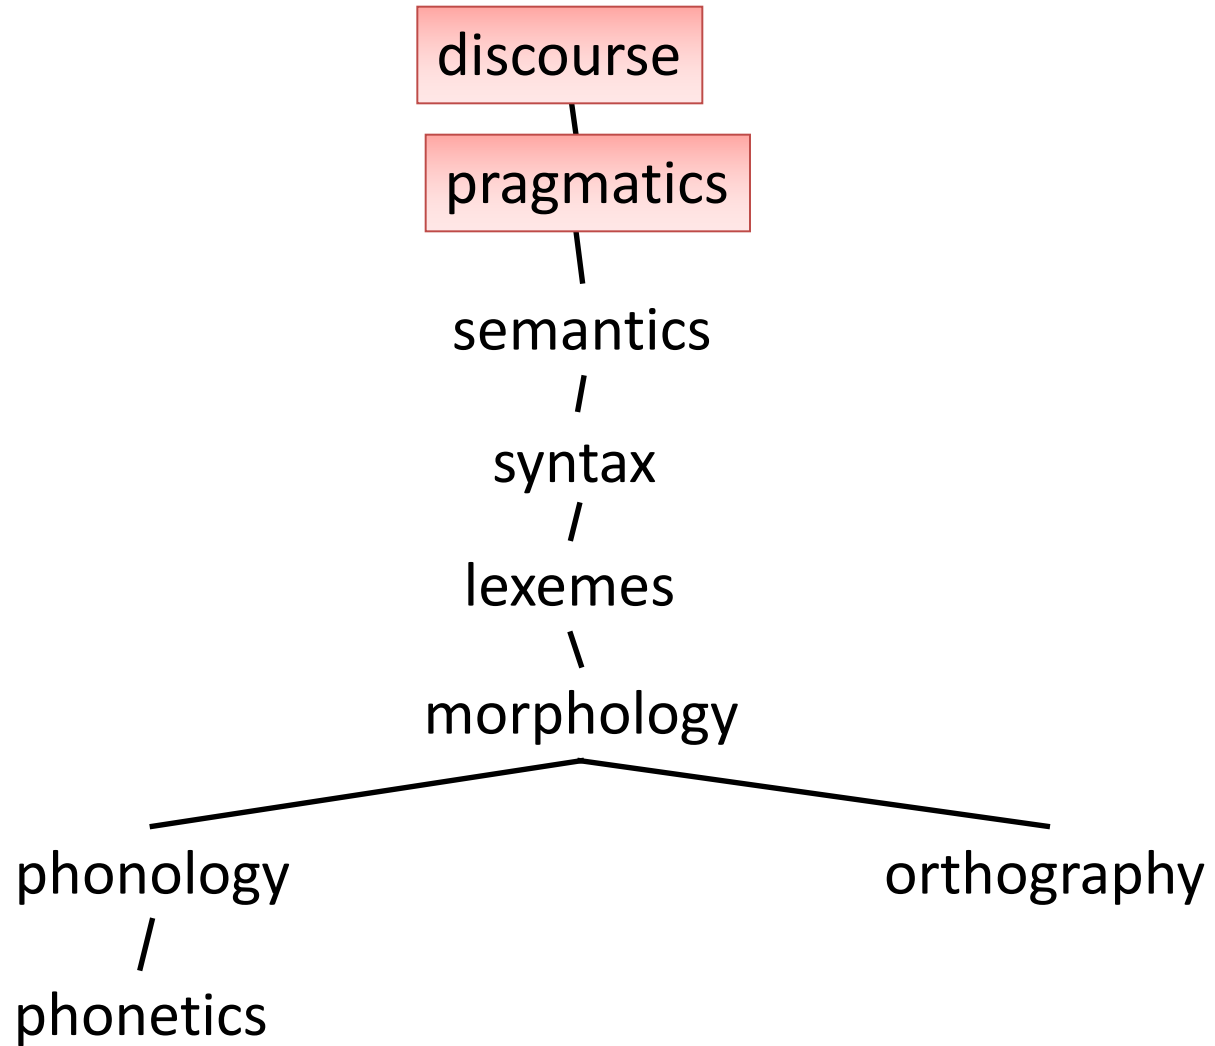 discourse
pragmatics
semantics
syntax
lexemes
morphology
phonology
orthography
phonetics